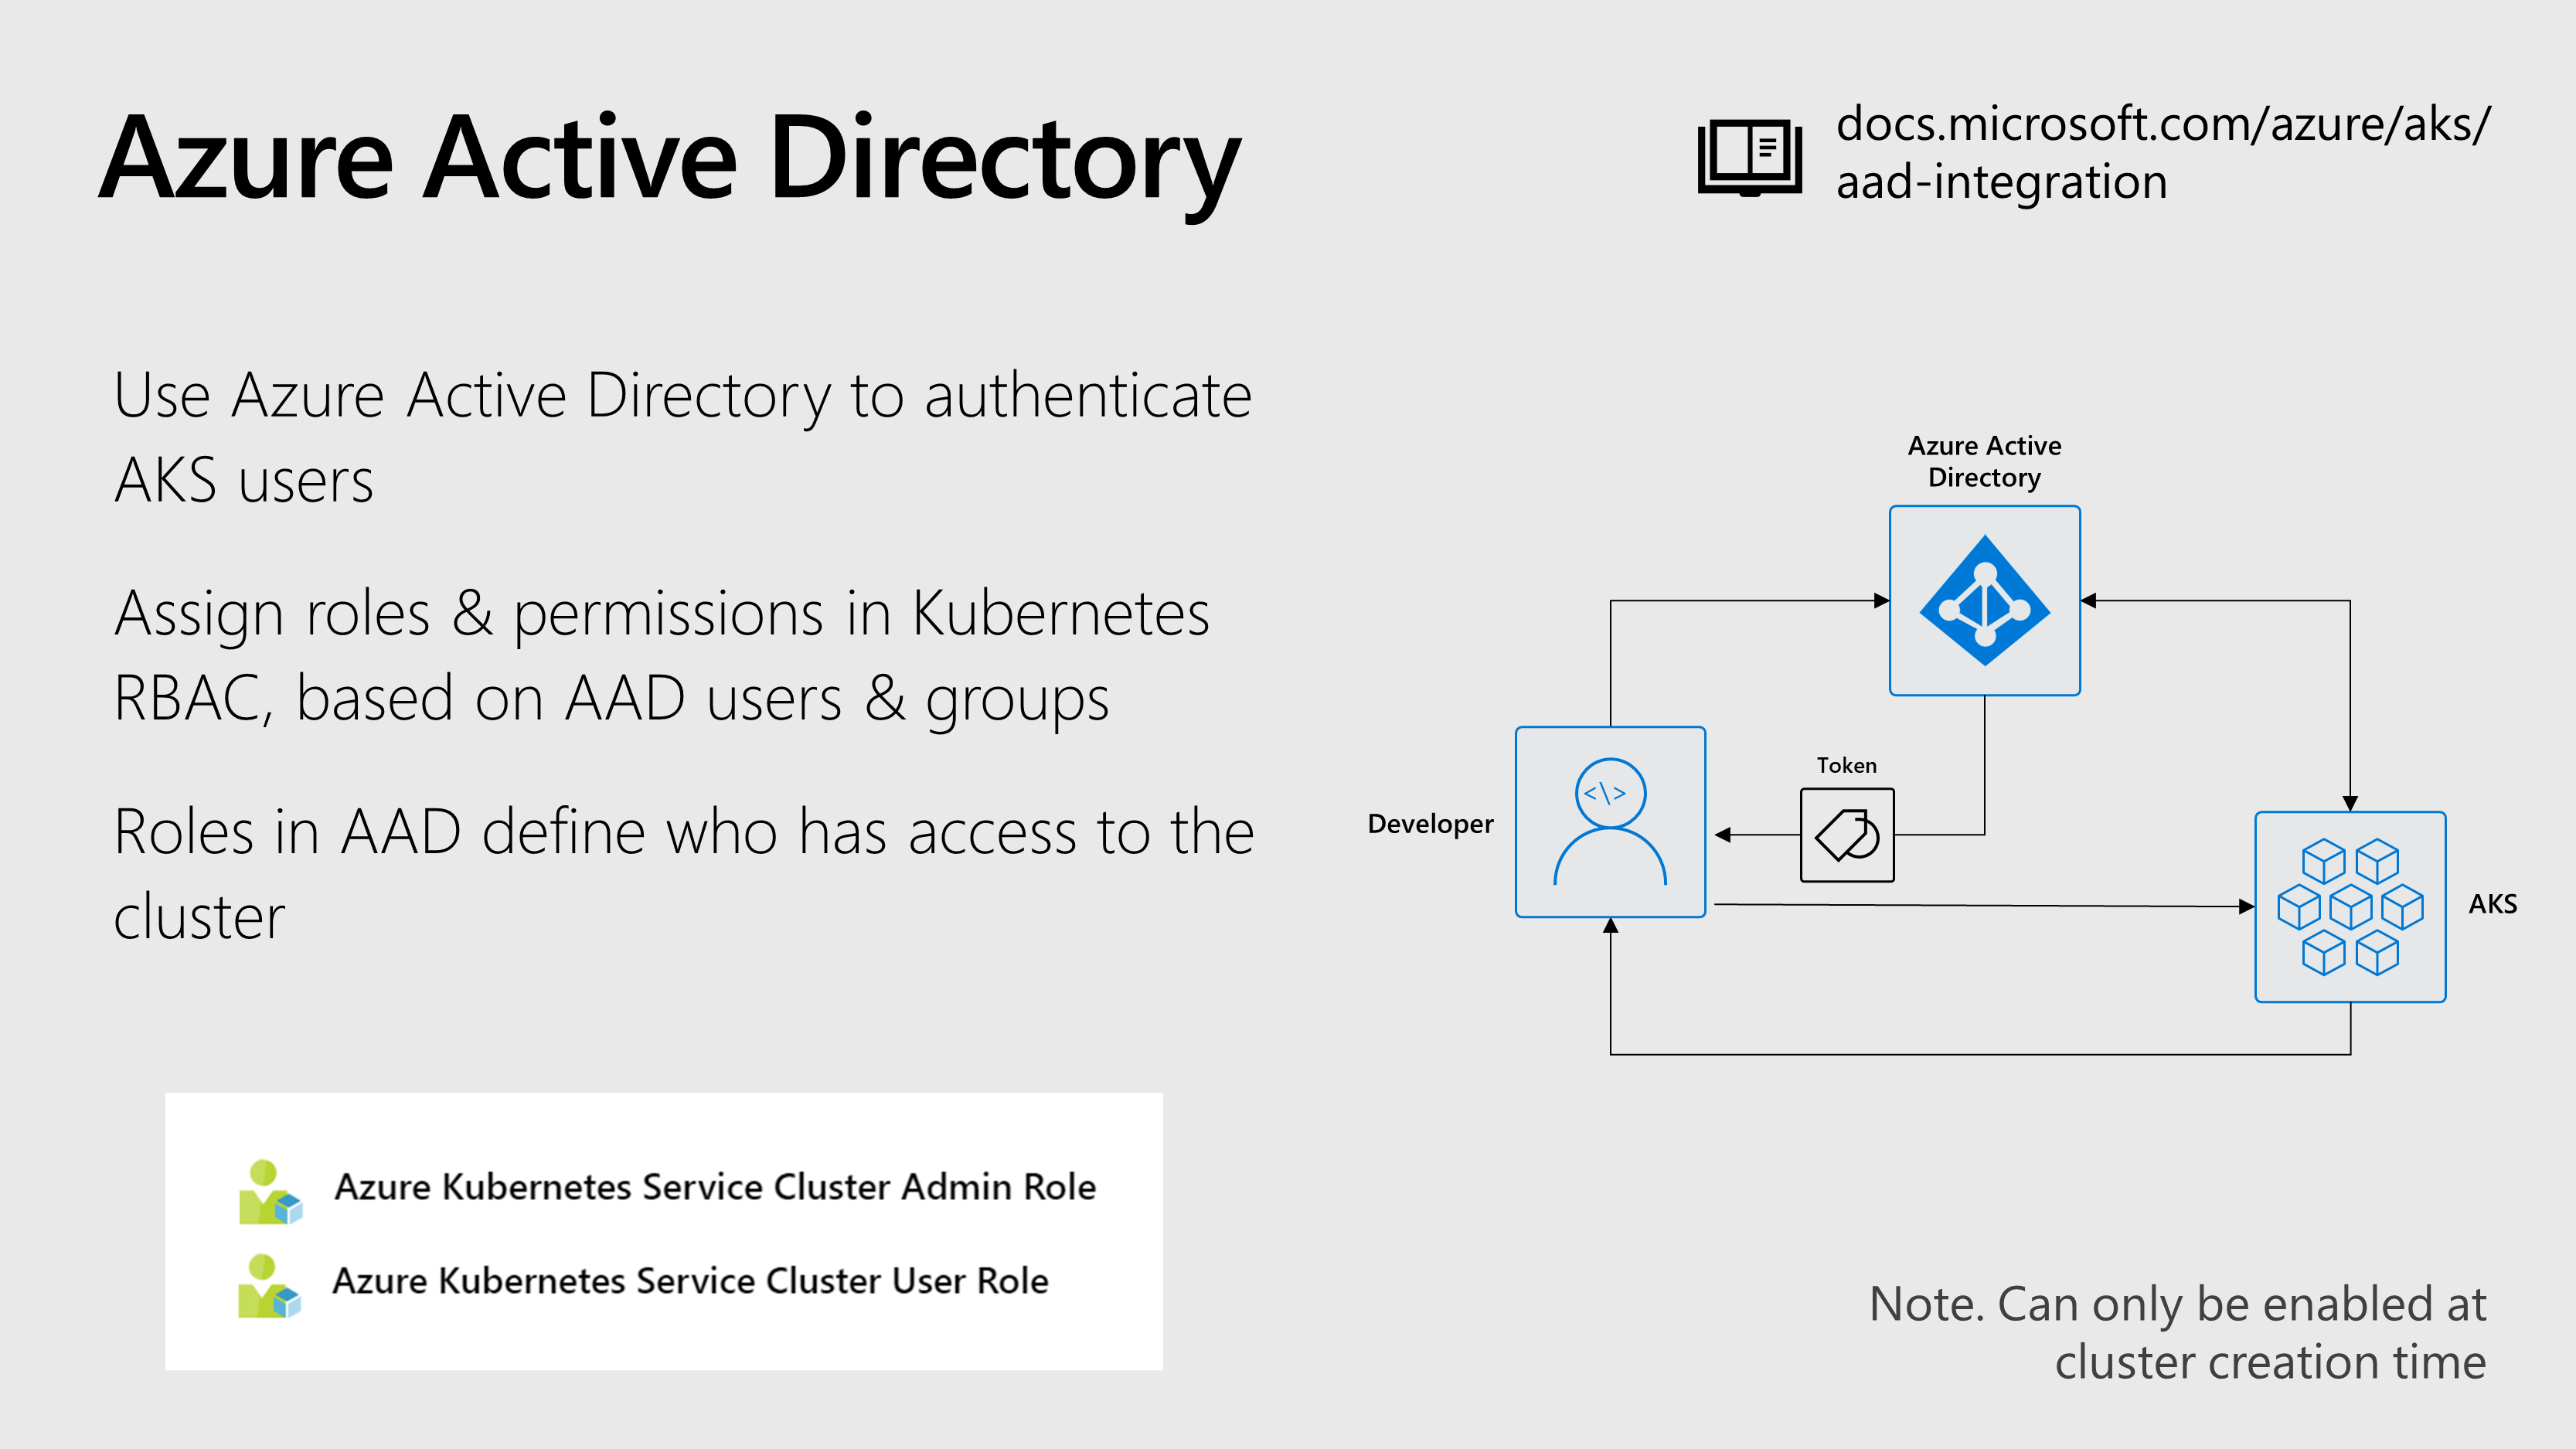 Azure Active Directory
docs.microsoft.com/azure/aks/
aad-integration
Use Azure Active Directory to authenticate
AKS users
Assign roles & permissions in Kubernetes
RBAC, based on AAD users & groups
Roles in AAD define who has access to the
cluster
Azure Kubernetes Service Cluster Admin Role
Azure Kubernetes Service Cluster User Role
Azure Active
Directory
Token
Developer
<\>
AKS
Note. Can only be enabled at
cluster creation time